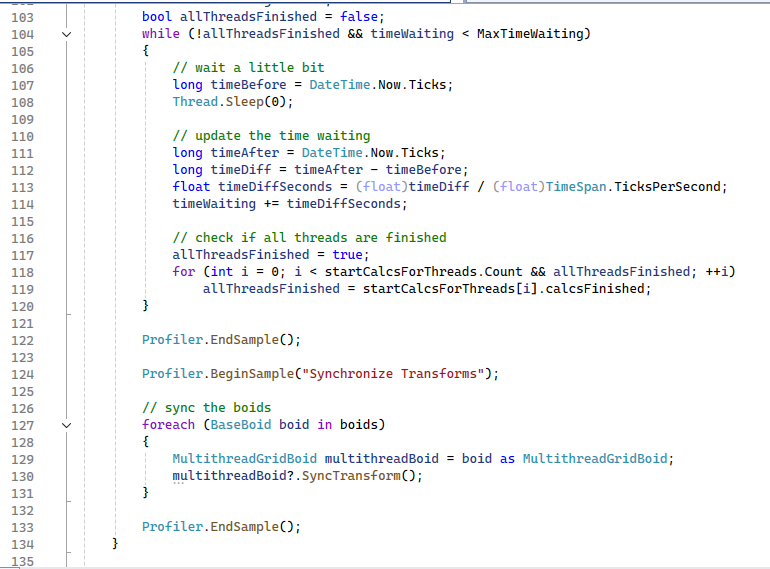 103 bool allThreadsFinished = false;
104 while (!allThreadsFinished && timeWaiting < MaxTimeWaiting)
105 {
106 // wait a little bit
107 long timeBefore = DateTime.Now.Ticks;
108 Thread.Sleep(0);
109
110 // update the time waiting
111 long timeAfter = DateTime.Now.Ticks;
112 long timeDiff = timeAfter - timeBefore;
113 float timeDiffSeconds = (float)timeDiff / (float)TimeSpan.TicksPerSecond;
114 timeWaiting += timeDiffSeconds;
115
116 // check if all threads are finished
117 allThreadsFinished = true;
118 for (int i = 0; i < startCalcsForThreads.Count && allThreadsFinished; ++i)
119 allThreadsFinished = startCalcsForThreads[i].calcsFinished;
120 }
121
122 Profiler.EndSample();
123
124 Profiler.BeginSample("Synchronize Transforms");
125
126 // sync the boids
127 foreach (BaseBoid boid in boids)
128 {
129 MultithreadGridBoid multithreadBoid = boid as MultithreadGridBoid;
130 multithreadBoid?.SyncTransform();
131 }
132
133 Profiler.EndSample();
134 }
135